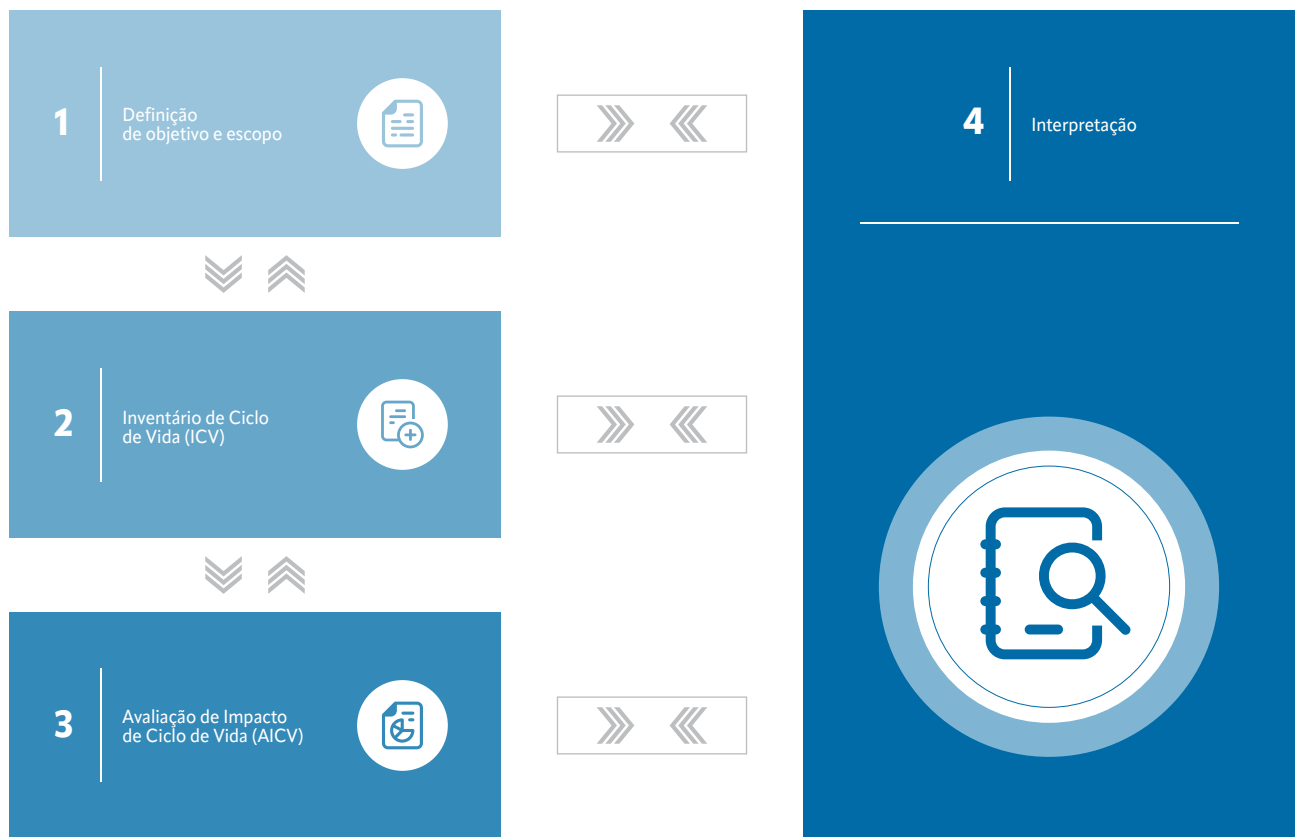 1
Definição
de objetivo e escopo
2
Inventário de Ciclo
de Vida (ICV)
3
Avaliação de Impacto
de Ciclo de Vida (AICV)
4
Interpretação